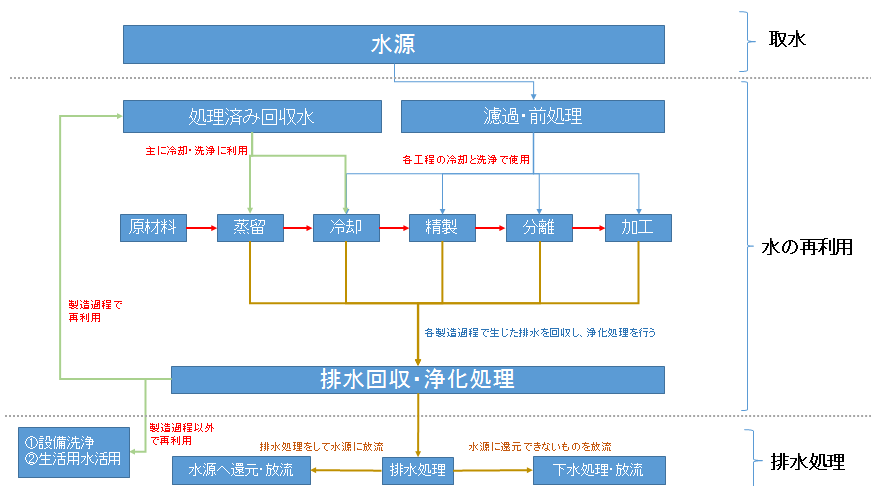 水源
取水
処理済み回収水
濾過・前処理
主に冷却・洗浄に利用
各工程の冷却と洗浄で使用
原材料
蒸留
冷却
精製
分離
加工
水の再利用
製造過程で
再利用
各製造過程で生じた排水を回収し、浄化処理を行う
排水回収・浄化処理
製造過程以外
で再利用
①設備洗浄
②生活用水活用
排水処理をして水源に放流
水源に還元できないものを放流
水源へ還元・放流
排水処理
下水処理・放流
排水処理